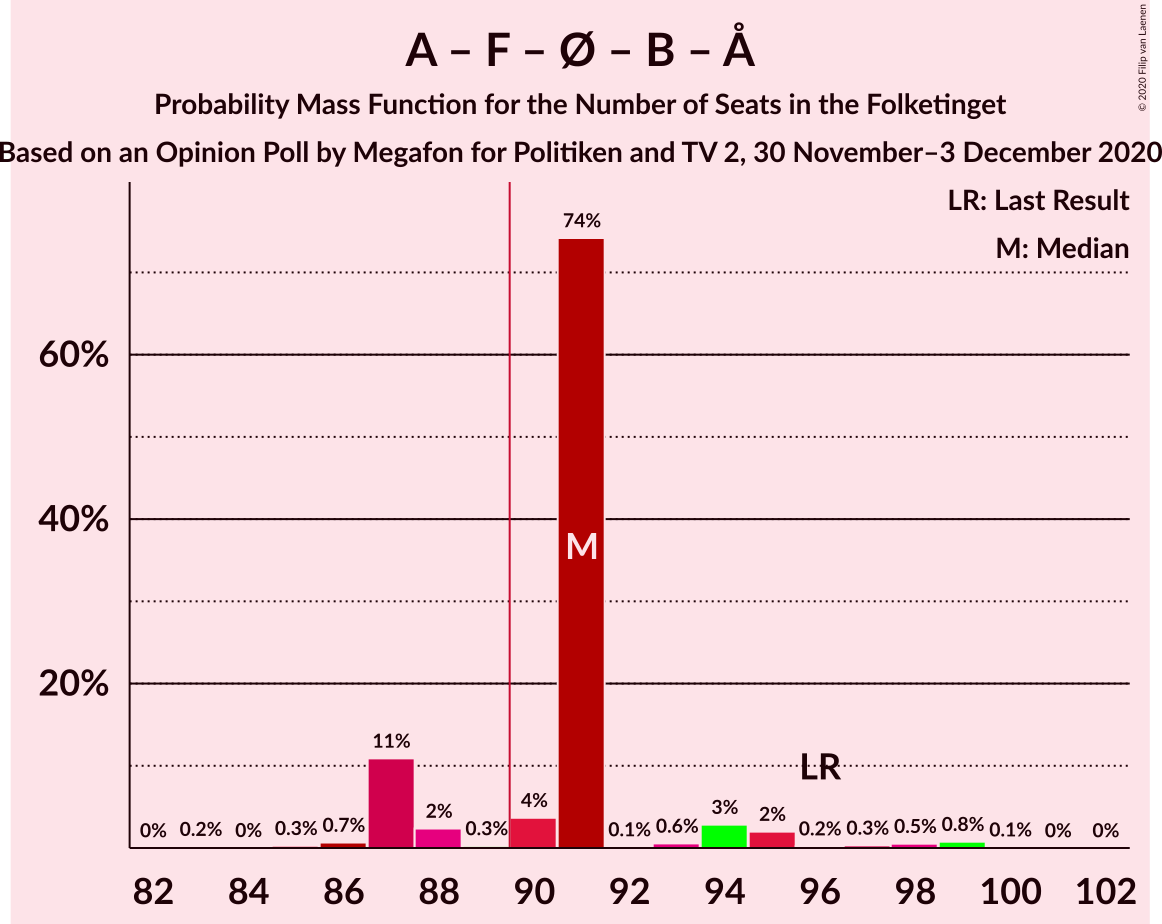 A – F – Ø – B – Å
Probability Mass Function for the Number of Seats in the Folketinget
Based on an Opinion Poll by Megafon for Politiken and TV 2, 30 November–3 December 2020
© 2020 Filip van Laenen
LR: Last Result
M: Median
60%
40%
20%
0%
0.2%
0%
0.3%
0.7%
11%
2%
0.3%
4%
74%
M
0.1%
0.6%
3%
2%
LR
0.2%
0.3%
0.5%
0.8%
0.1%
0%
0%
82 84 86 88 90 92 94 96 98 100 102